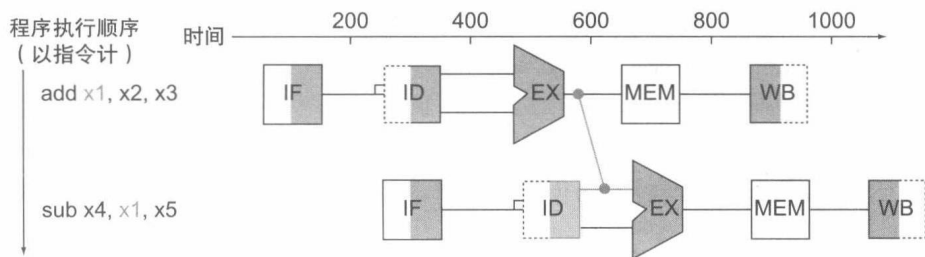 程序执行顺序
（以指令计）
时间
200 400 600 800 1000
add x1, x2, x3
IF ID EX MEM WB
sub x4, x1, x5
IF ID EX MEM WB